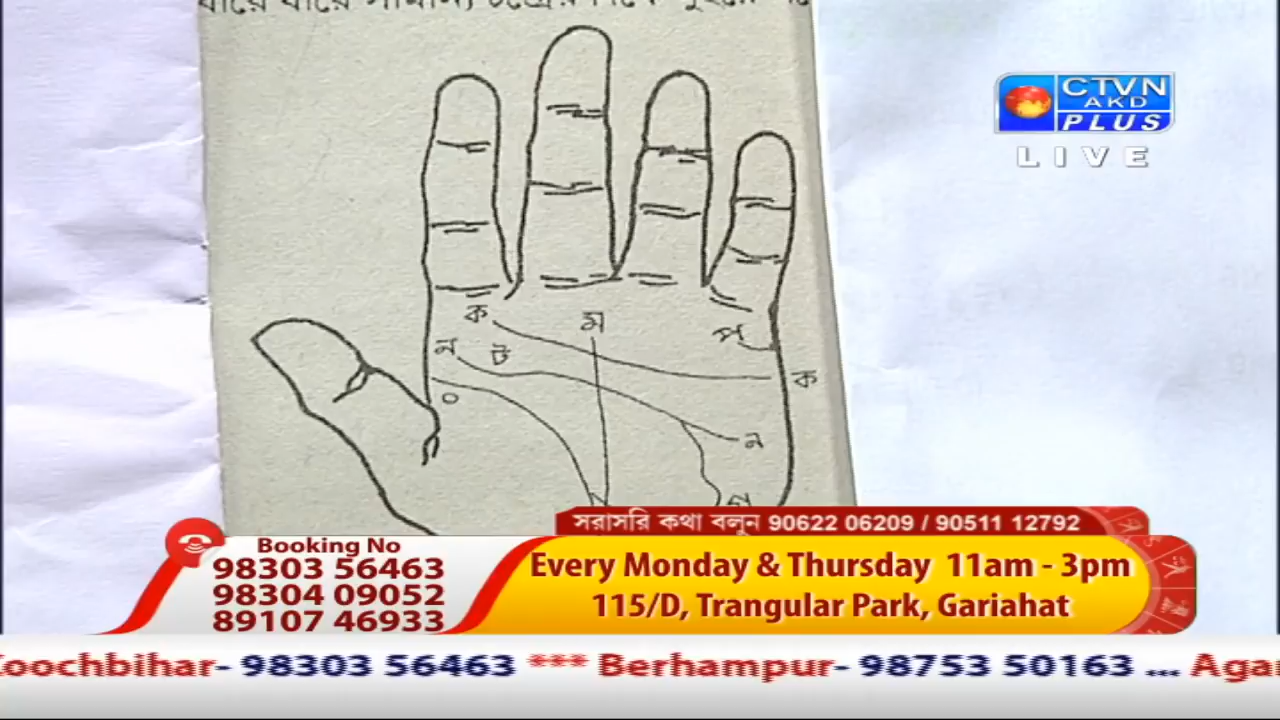 CTVN
AKD
PLUS
LIVE
ক
ম
প
ন
ট
ক
০
ন
সরাসরি কথা বলুন 90622 06209 / 90511 12792
Booking No
98303 56463
98304 09052
89107 46933
Every Monday & Thursday 11am - 3pm
115/D, Trangular Park, Gariahat
Koochbihar- 98303 56463 *** Berhampur- 98753 50163 ...